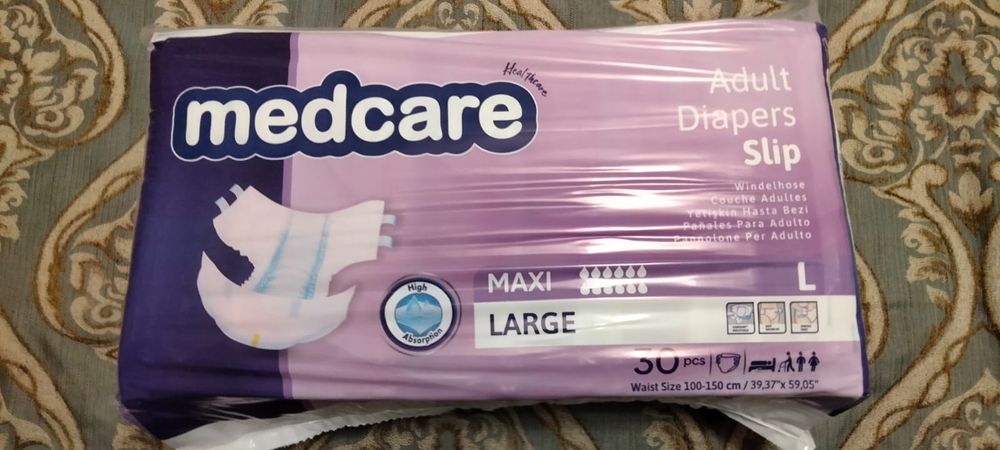 Healthcare
medcare
Adult
Diapers
Slip
Windelhose
Couche Adultes
Yetişkin Hasta Bezi
Pañales Para Adulto
Pannolone Per Adulto
High
Absorption
MAXI
L
LARGE
30 pcs
Waist Size 100-150 cm / 39,37"x 59,05"